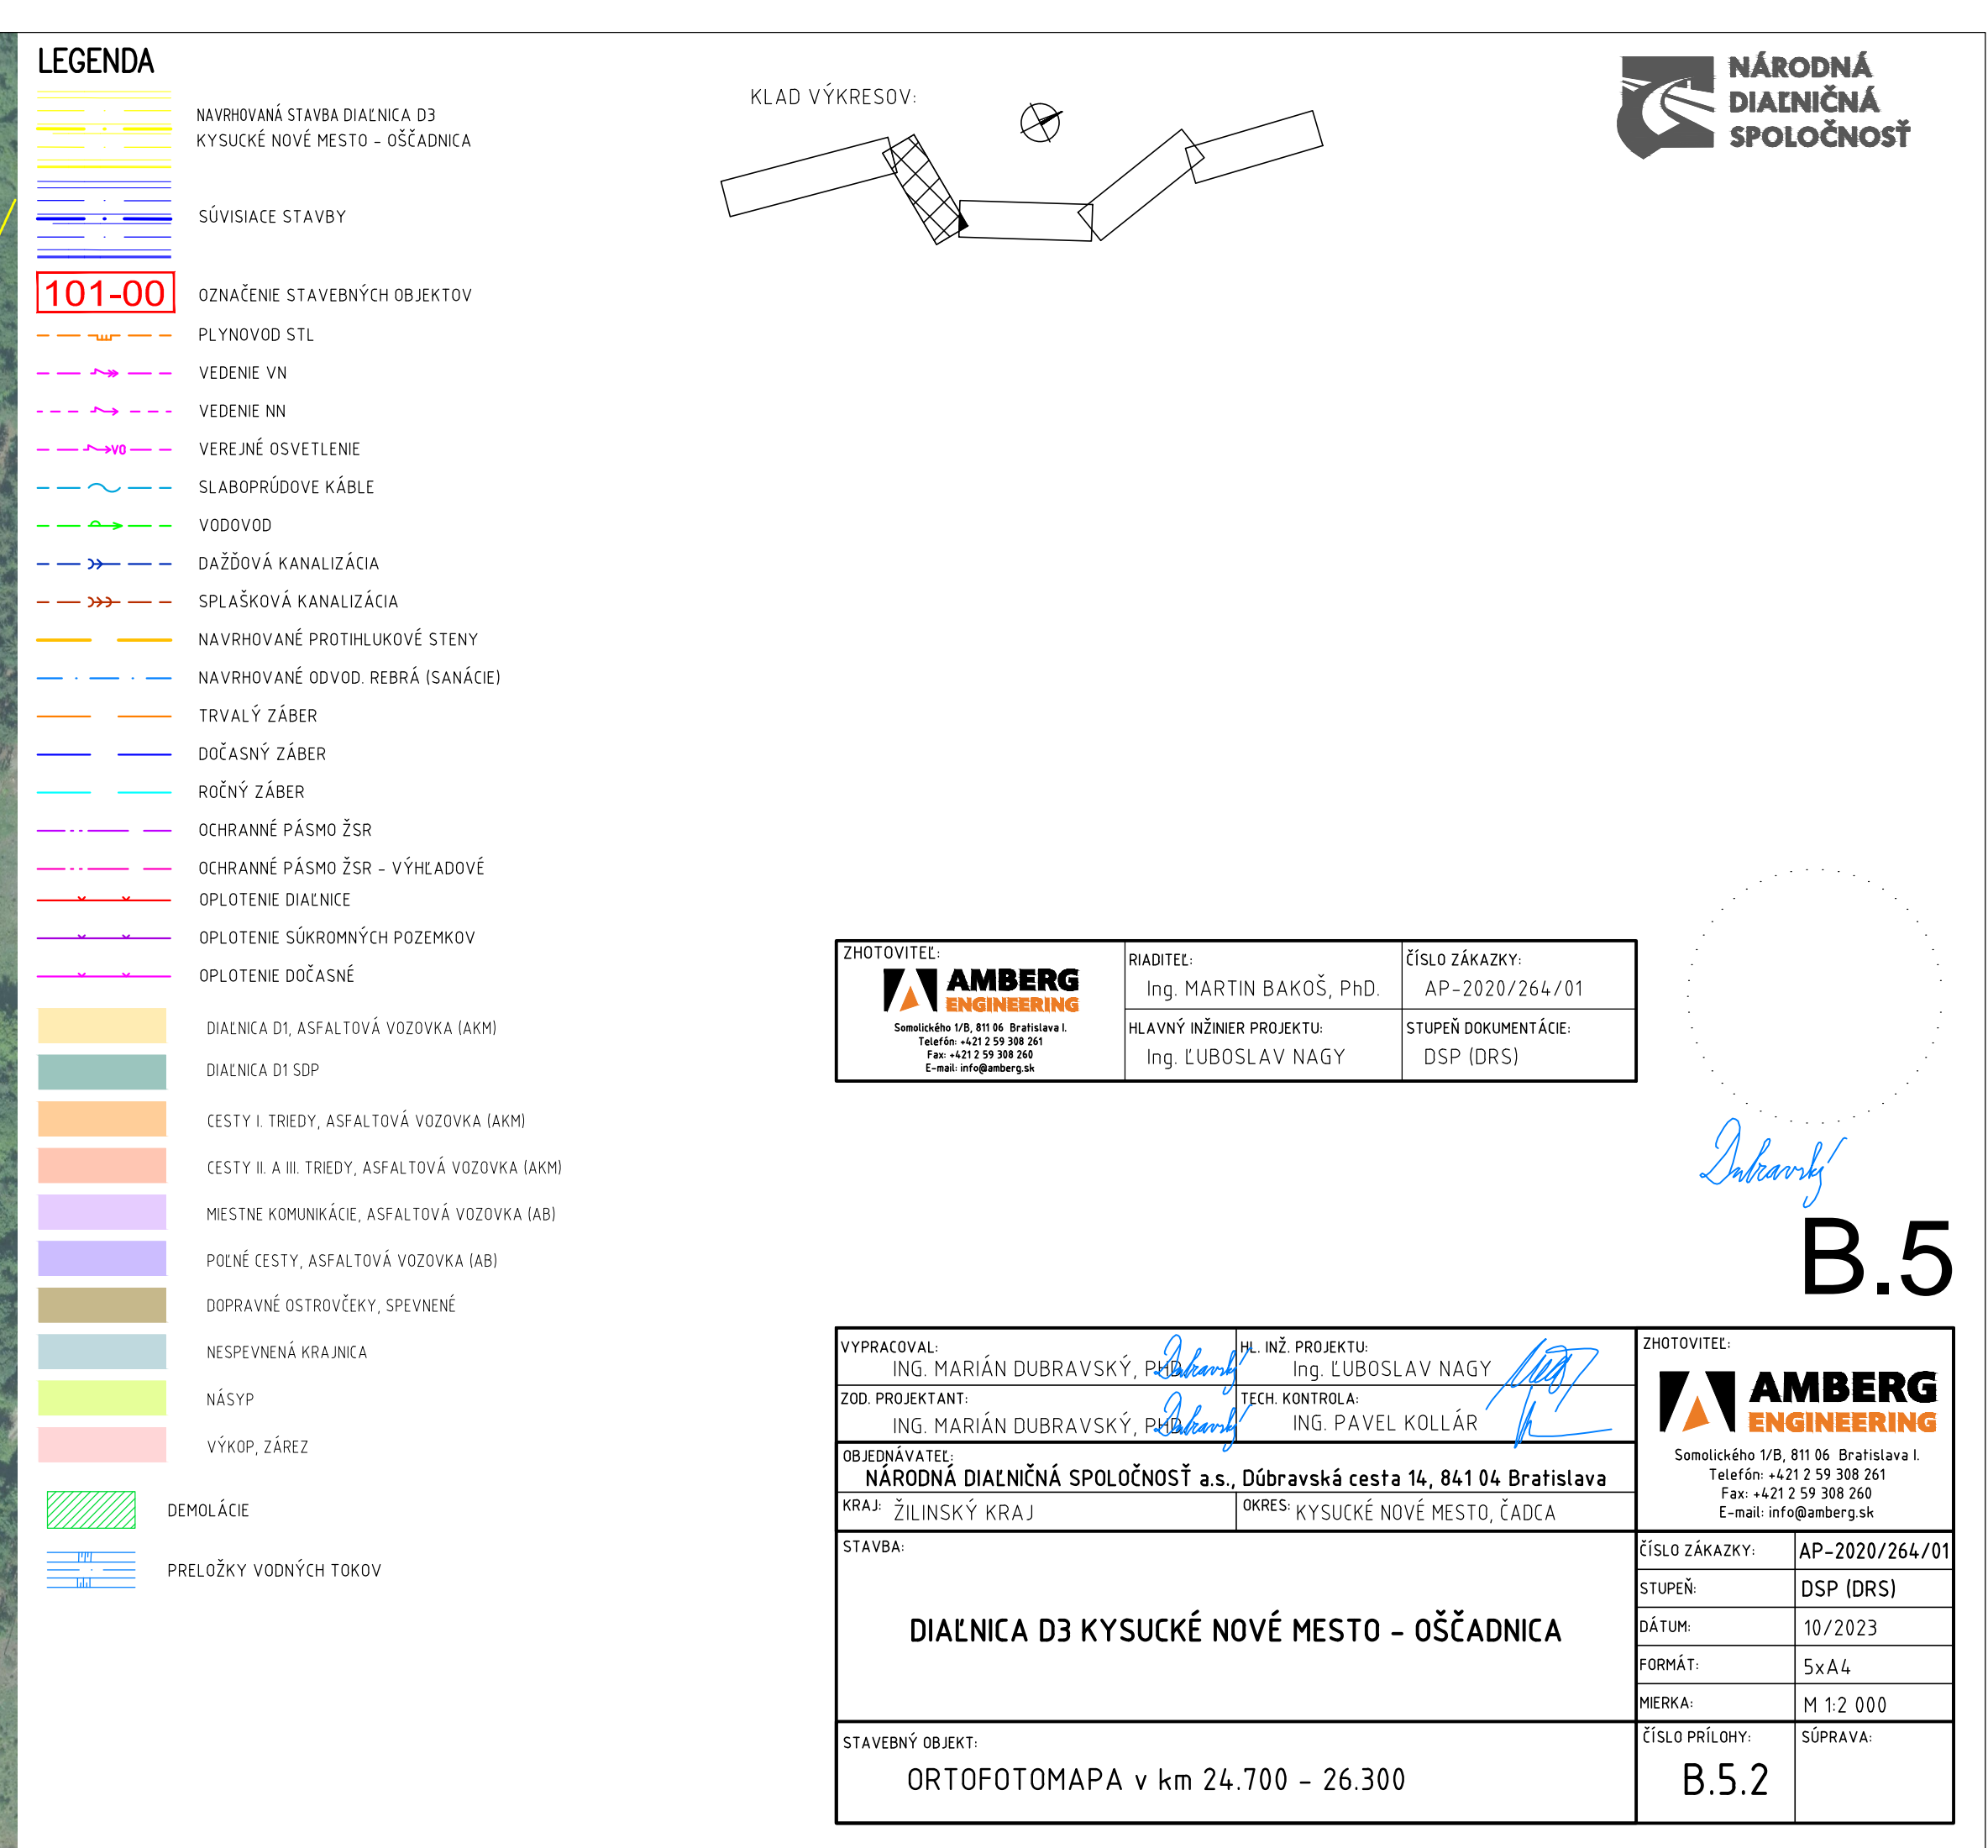 LEGENDA
NAVRHOVANÁ STAVBA DIAĽNICA D3
KYSUCKÉ NOVÉ MESTO - OŠČADNICA
SÚVISIACE STAVBY
101-00
OZNAČENIE STAVEBNÝCH OBJEKTOV
PLYNOVOD STL
VEDENIE VN
VEDENIE NN
VO
VEREJNÉ OSVETLENIE
SLABOPRÚDOVE KÁBLE
VODOVOD
DAŽĎOVÁ KANALIZÁCIA
SPLAŠKOVÁ KANALIZÁCIA
NAVRHOVANÉ PROTIHLUKOVÉ STENY
NAVRHOVANÉ ODVOD. REBRÁ (SANÁCIE)
TRVALÝ ZÁBER
DOČASNÝ ZÁBER
ROČNÝ ZÁBER
OCHRANNÉ PÁSMO ŽSR
OCHRANNÉ PÁSMO ŽSR - VÝHĽADOVÉ
OPLOTENIE DIAĽNICE
OPLOTENIE SÚKROMNÝCH POZEMKOV
OPLOTENIE DOČASNÉ
DIAĽNICA D1, ASFALTOVÁ VOZOVKA (AKM)
DIAĽNICA D1 SDP
CESTY I. TRIEDY, ASFALTOVÁ VOZOVKA (AKM)
CESTY II. A III. TRIEDY, ASFALTOVÁ VOZOVKA (AKM)
MIESTNE KOMUNIKÁCIE, ASFALTOVÁ VOZOVKA (AB)
POĽNÉ CESTY, ASFALTOVÁ VOZOVKA (AB)
DOPRAVNÉ OSTROVČEKY, SPEVNENÉ
NESPEVNENÁ KRAJNICA
NÁSYP
VÝKOP, ZÁREZ
DEMOLÁCIE
PRELOŽKY VODNÝCH TOKOV
KLAD VÝKRESOV:
NÁRODNÁ
DIAĽNIČNÁ
SPOLOČNOSŤ
ZHOTOVITEĽ:
AMBERG
ENGINEERING
Somolického 1/B, 811 06 Bratislava I.
Telefón: +421 2 59 308 261
Fax: +421 2 59 308 260
E-mail: info@amberg.sk
RIADITEĽ:
Ing. MARTIN BAKOŠ, PhD.
ČÍSLO ZÁKAZKY:
AP-2020/264/01
HLAVNÝ INŽINIER PROJEKTU:
Ing. ĽUBOSLAV NAGY
STUPEŇ DOKUMENTÁCIE:
DSP (DRS)
Dubravský
B.5
VYPRACOVAL:
ING. MARIÁN DUBRAVSKÝ, PHD.
Dubravský
HL. INŽ. PROJEKTU:
Ing. ĽUBOSLAV NAGY
ZOD. PROJEKTANT:
ING. MARIÁN DUBRAVSKÝ, PHD.
Dubravský
TECH. KONTROLA:
ING. PAVEL KOLLÁR
OBJEDNÁVATEĽ:
NÁRODNÁ DIAĽNIČNÁ SPOLOČNOSŤ a.s., Dúbravská cesta 14, 841 04 Bratislava
KRAJ: ŽILINSKÝ KRAJ
OKRES: KYSUCKÉ NOVÉ MESTO, ČADCA
STAVBA:
DIAĽNICA D3 KYSUCKÉ NOVÉ MESTO - OŠČADNICA
STAVEBNÝ OBJEKT:
ORTOFOTOMAPA v km 24.700 - 26.300
ZHOTOVITEĽ:
AMBERG
ENGINEERING
Somolického 1/B, 811 06 Bratislava I.
Telefón: +421 2 59 308 261
Fax: +421 2 59 308 260
E-mail: info@amberg.sk
ČÍSLO ZÁKAZKY: AP-2020/264/01
STUPEŇ: DSP (DRS)
DÁTUM: 10/2023
FORMÁT: 5xA4
MIERKA: M 1:2 000
ČÍSLO PRÍLOHY:
B.5.2
SÚPRAVA: